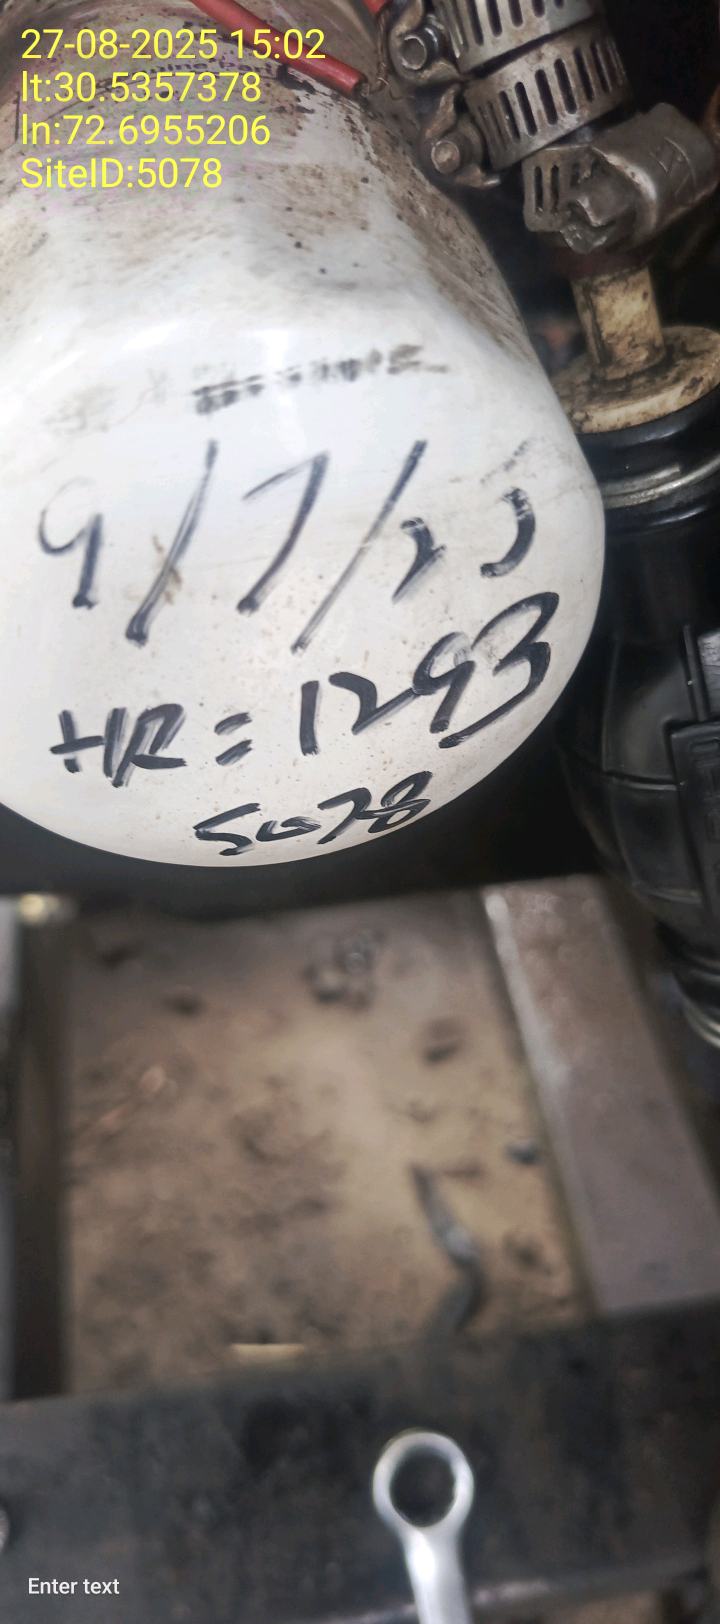 27-08-2025 15:02
lt:30.5357378
ln:72.6955206
SiteID:5078
9/7/25
HR=1293
5078
Enter text